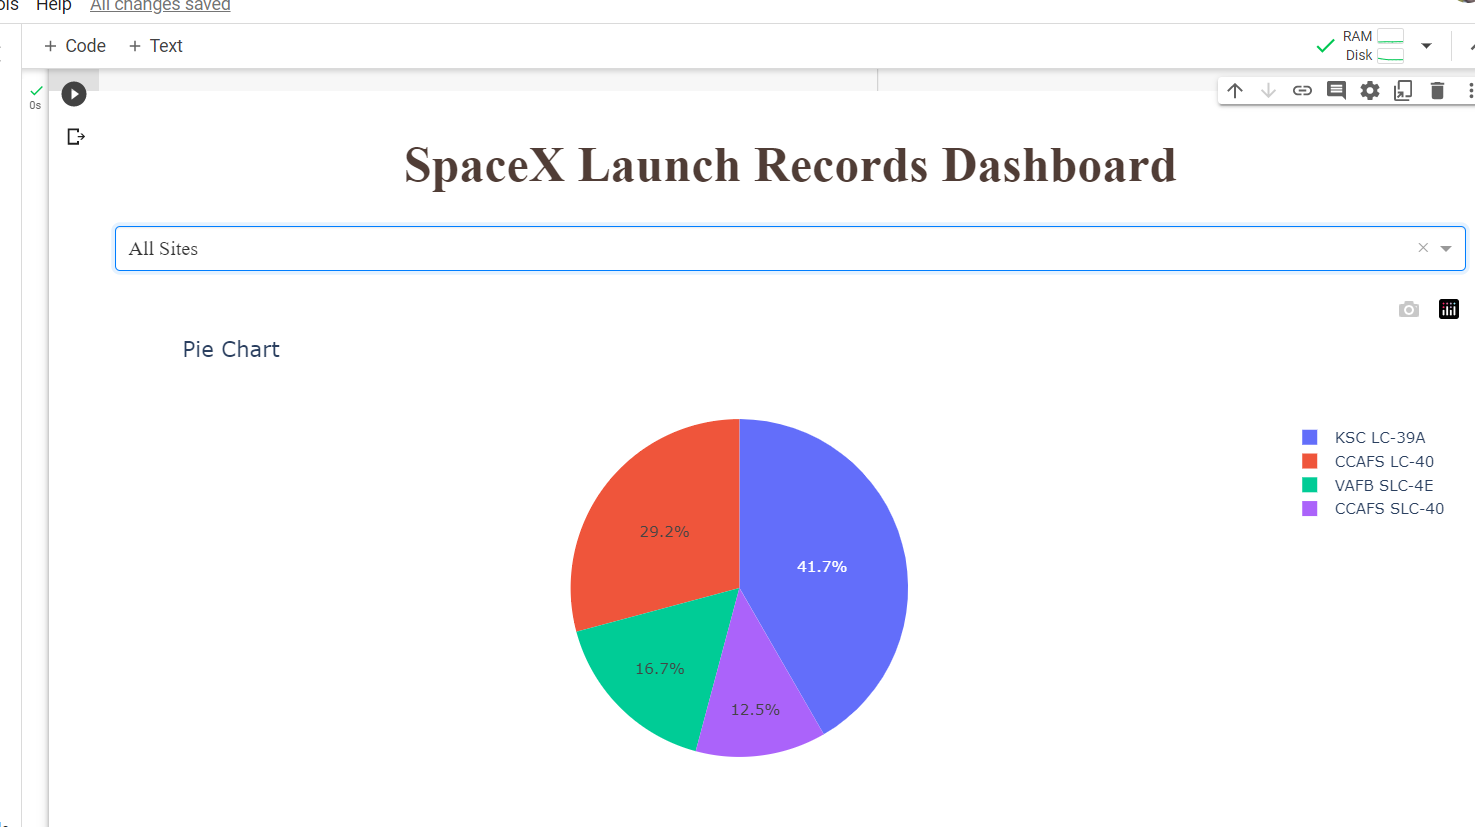 Help All changes saved
+ Code + Text
RAM
Disk
0s
SpaceX Launch Records Dashboard
All Sites
Pie Chart
KSC LC-39A
CCAFS LC-40
VAFB SLC-4E
CCAFS SLC-40
29.2%
41.7%
16.7%
12.5%